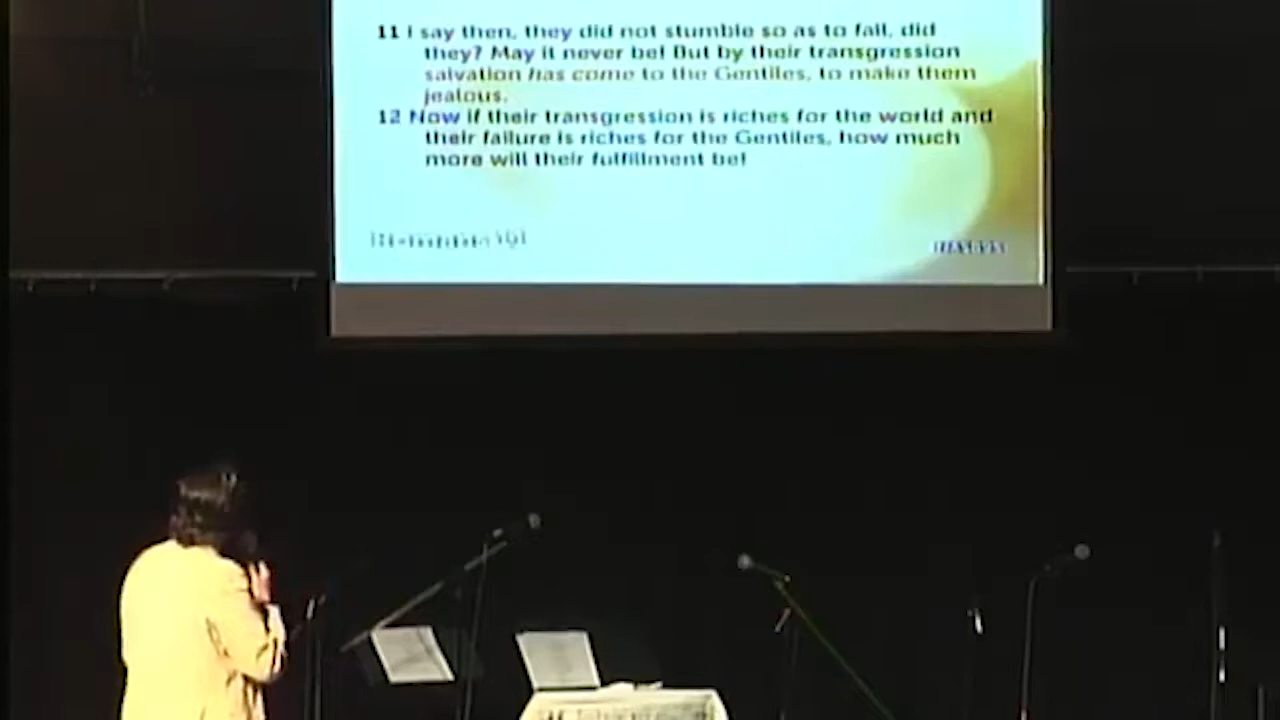 11 I say then, they did not stumble so as to fall, did
they? May it never be! But by their transgression
salvation has come to the Gentiles, to make them
jealous.
12 Now if their transgression is riches for the world and
their failure is riches for the Gentiles, how much
more will their fulfillment be!